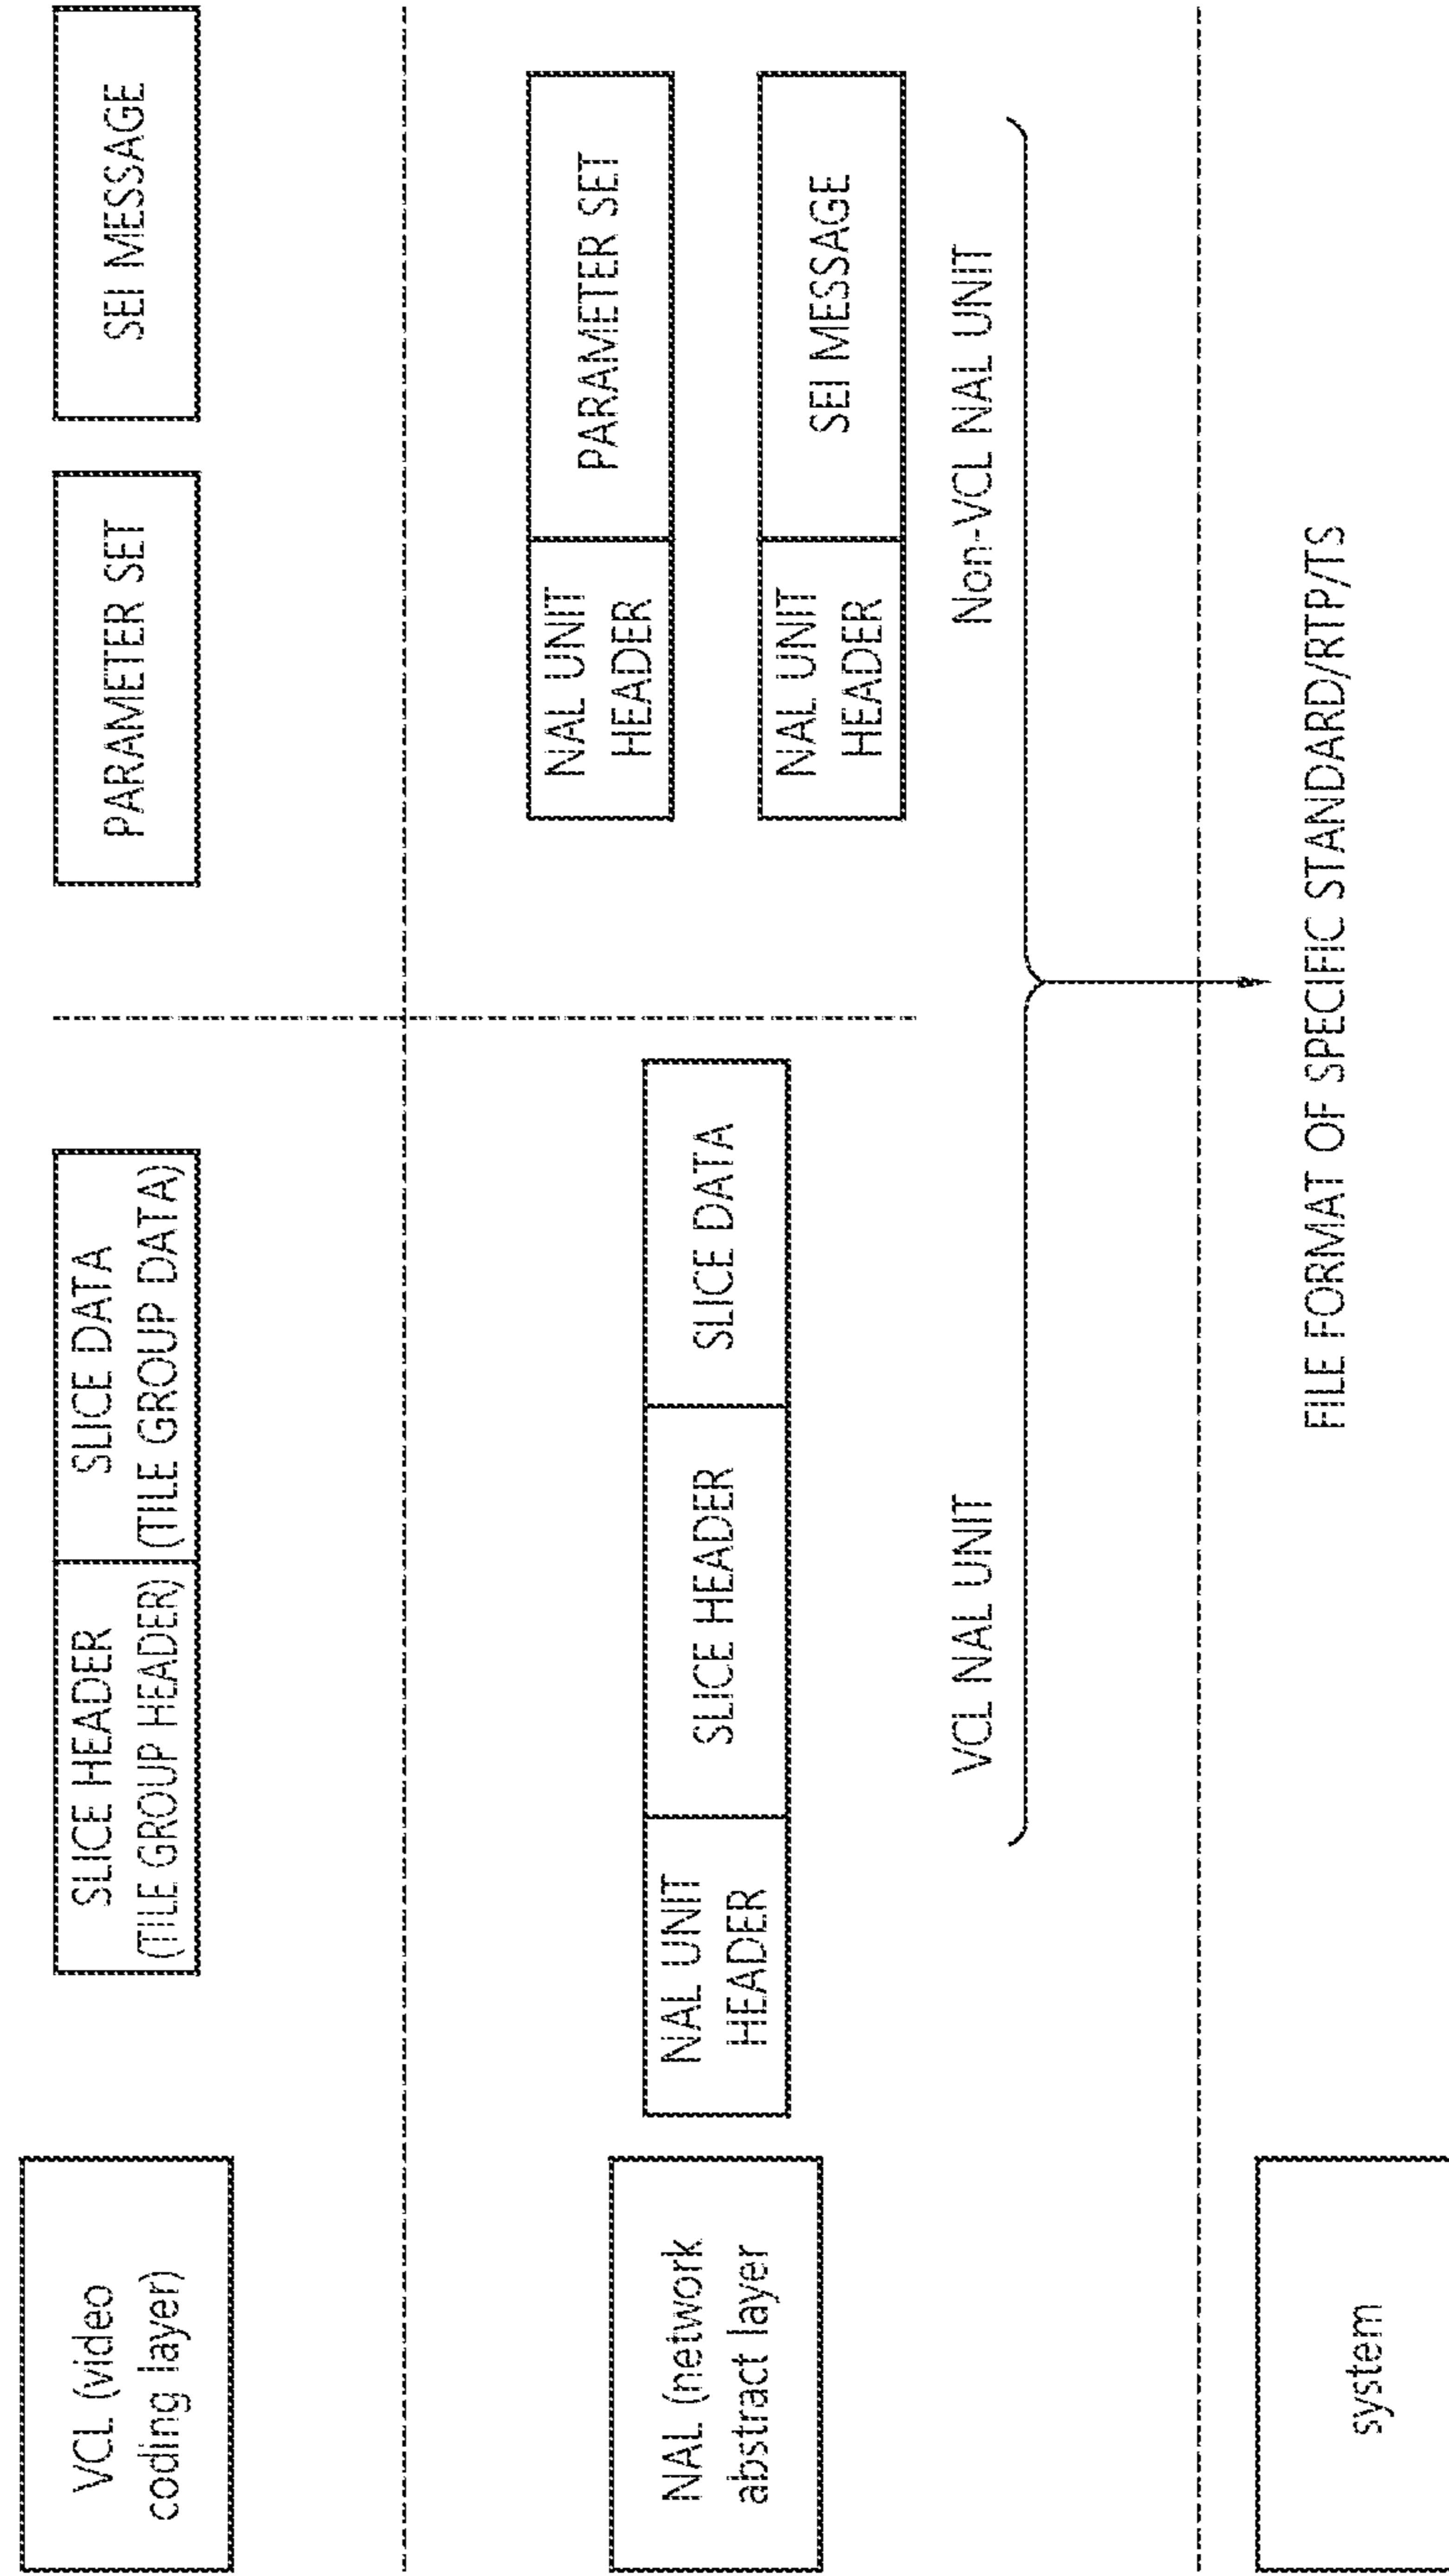 VCL (video
coding layer)
SLICE HEADER
(TILE GROUP HEADER)
SLICE DATA
(TILE GROUP DATA)
PARAMETER SET
SEI MESSAGE
NAL (network
abstract layer
NAL UNIT
HEADER
SLICE HEADER
SLICE DATA
NAL UNIT
HEADER
PARAMETER SET
NAL UNIT
HEADER
SEI MESSAGE
VCL NAL UNIT
Non-VCL NAL UNIT
system
FILE FORMAT OF SPECIFIC STANDARD/RTP/TS